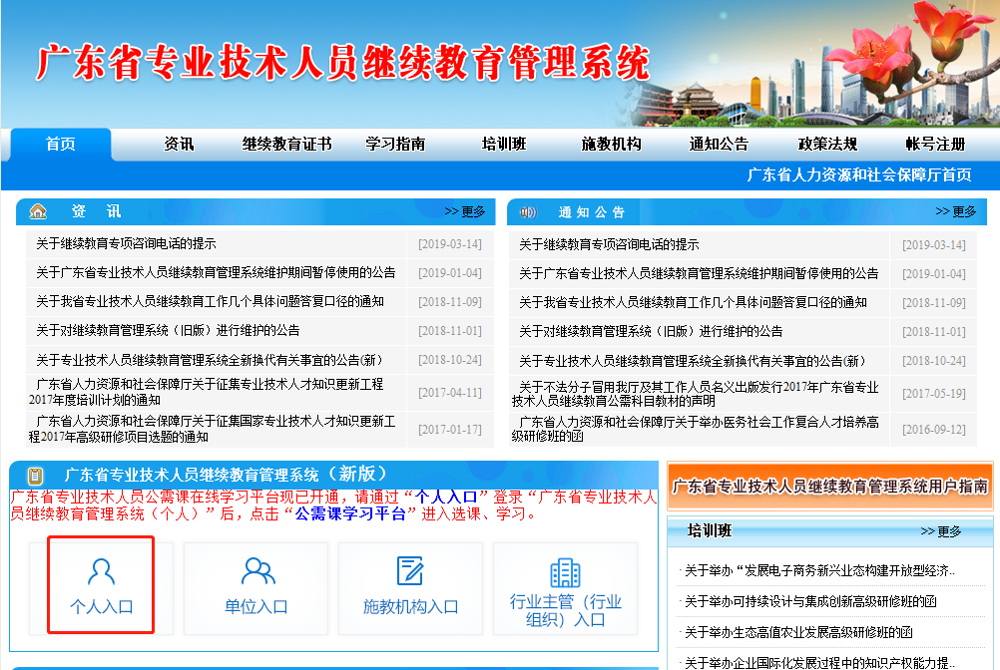 广东省专业技术人员继续教育管理系统
首页 资讯 继续教育证书 学习指南 培训班 施教机构 通知公告 政策法规 帐号注册
广东省人力资源和社会保障厅首页
资 讯 >> 更多
关于继续教育专项咨询电话的提示 [2019-03-14]
关于广东省专业技术人员继续教育管理系统维护期间暂停使用的公告 [2019-01-04]
关于我省专业技术人员继续教育工作几个具体问题答复口径的通知 [2018-11-09]
关于对继续教育管理系统（旧版）进行维护的公告 [2018-11-01]
关于专业技术人员继续教育管理系统全新换代有关事宜的公告(新） [2018-10-24]
广东省人力资源和社会保障厅关于征集专业技术人才知识更新工程
2017年度培训计划的通知 [2017-04-11]
广东省人力资源和社会保障厅关于征集国家专业技术人才知识更新工
程2017年高级研修项目选题的通知 [2017-01-17]
通知公告 >> 更多
关于继续教育专项咨询电话的提示 [2019-03-14]
关于广东省专业技术人员继续教育管理系统维护期间暂停使用的公告 [2019-01-04]
关于我省专业技术人员继续教育工作几个具体问题答复口径的通知 [2018-11-09]
关于对继续教育管理系统（旧版）进行维护的公告 [2018-11-01]
关于专业技术人员继续教育管理系统全新换代有关事宜的公告(新） [2018-10-24]
关于不法分子冒用我厅及其工作人员名义出版发行2017年广东省专业
技术人员继续教育公需科目教材的声明 [2017-05-19]
广东省人力资源和社会保障厅关于举办医务社会工作复合人才培养高
级研修班的函 [2016-09-12]
广东省专业技术人员继续教育管理系统（新版）
广东省专业技术人员公需课在线学习平台现已开通，请通过“个人入口”登录“广东省专业技术人
员继续教育管理系统（个人）”后，点击“公需课学习平台”进入选课、学习。
个人入口
单位入口
施教机构入口
行业主管（行业
组织）入口
广东省专业技术人员继续教育管理系统用户指南
培训班 >> 更多
·关于举办“发展电子商务新兴业态构建开放型经济..
·关于举办可持续设计与集成创新高级研修班的函
·关于举办生态高值农业发展高级研修班的函
·关于举办企业国际化发展过程中的知识产权能力提..